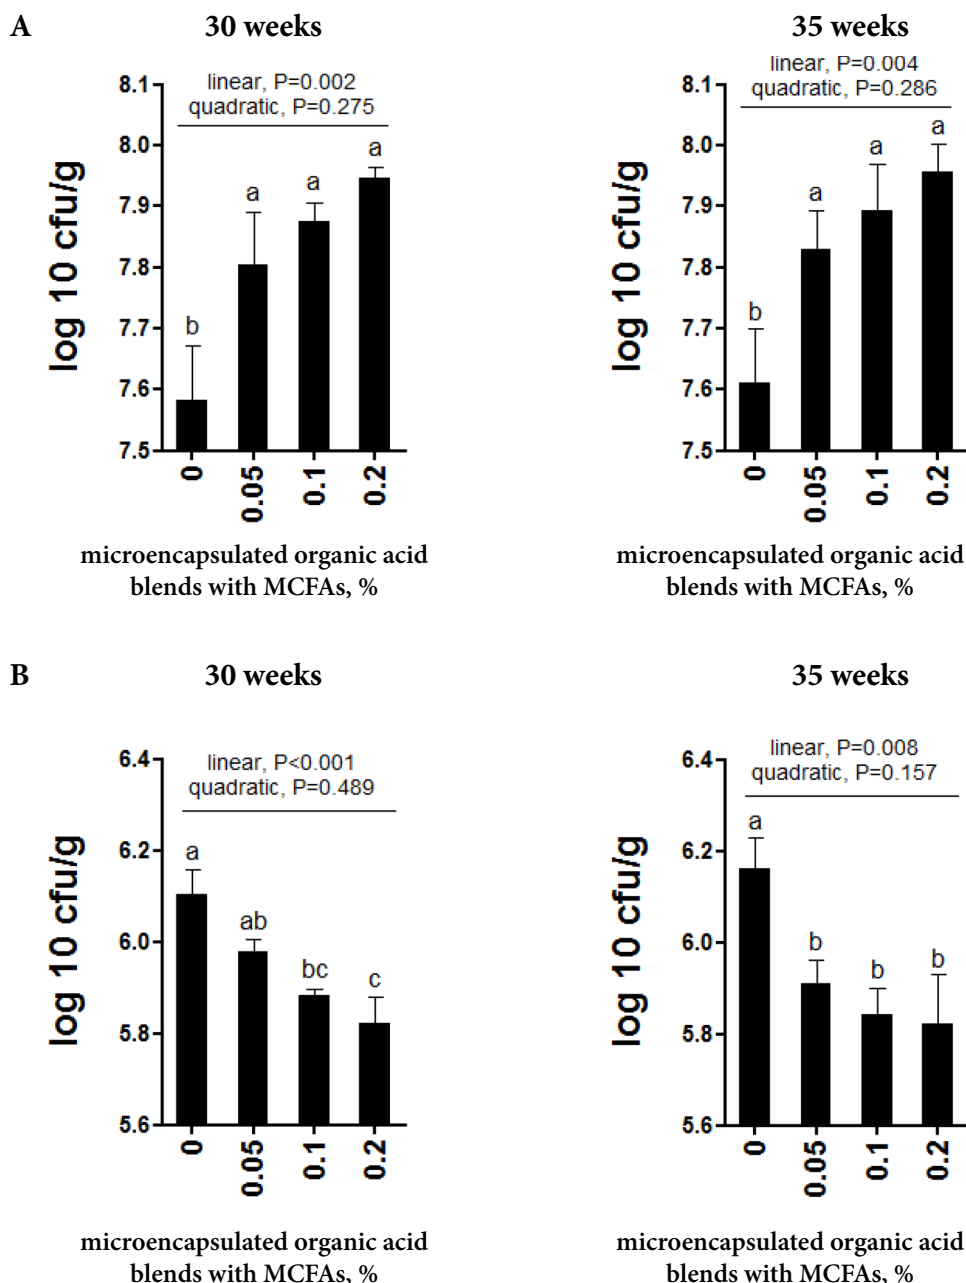 A
30 weeks
35 weeks
linear, P=0.002
quadratic, P=0.275
log 10 cfu/g
8.1
8.0
7.9
7.8
7.7
7.6
7.5
b
a
a
a
0
0.05
0.1
0.2
microencapsulated organic acid
blends with MCFAs, %
linear, P=0.004
quadratic, P=0.286
log 10 cfu/g
8.1
8.0
7.9
7.8
7.7
7.6
7.5
b
a
a
a
0
0.05
0.1
0.2
microencapsulated organic acid
blends with MCFAs, %
B
30 weeks
35 weeks
linear, P<0.001
quadratic, P=0.489
log 10 cfu/g
6.4
6.2
6.0
5.8
5.6
a
ab
bc
c
0
0.05
0.1
0.2
microencapsulated organic acid
blends with MCFAs, %
linear, P=0.008
quadratic, P=0.157
log 10 cfu/g
6.4
6.2
6.0
5.8
5.6
a
b
b
b
0
0.05
0.1
0.2
microencapsulated organic acid
blends with MCFAs, %